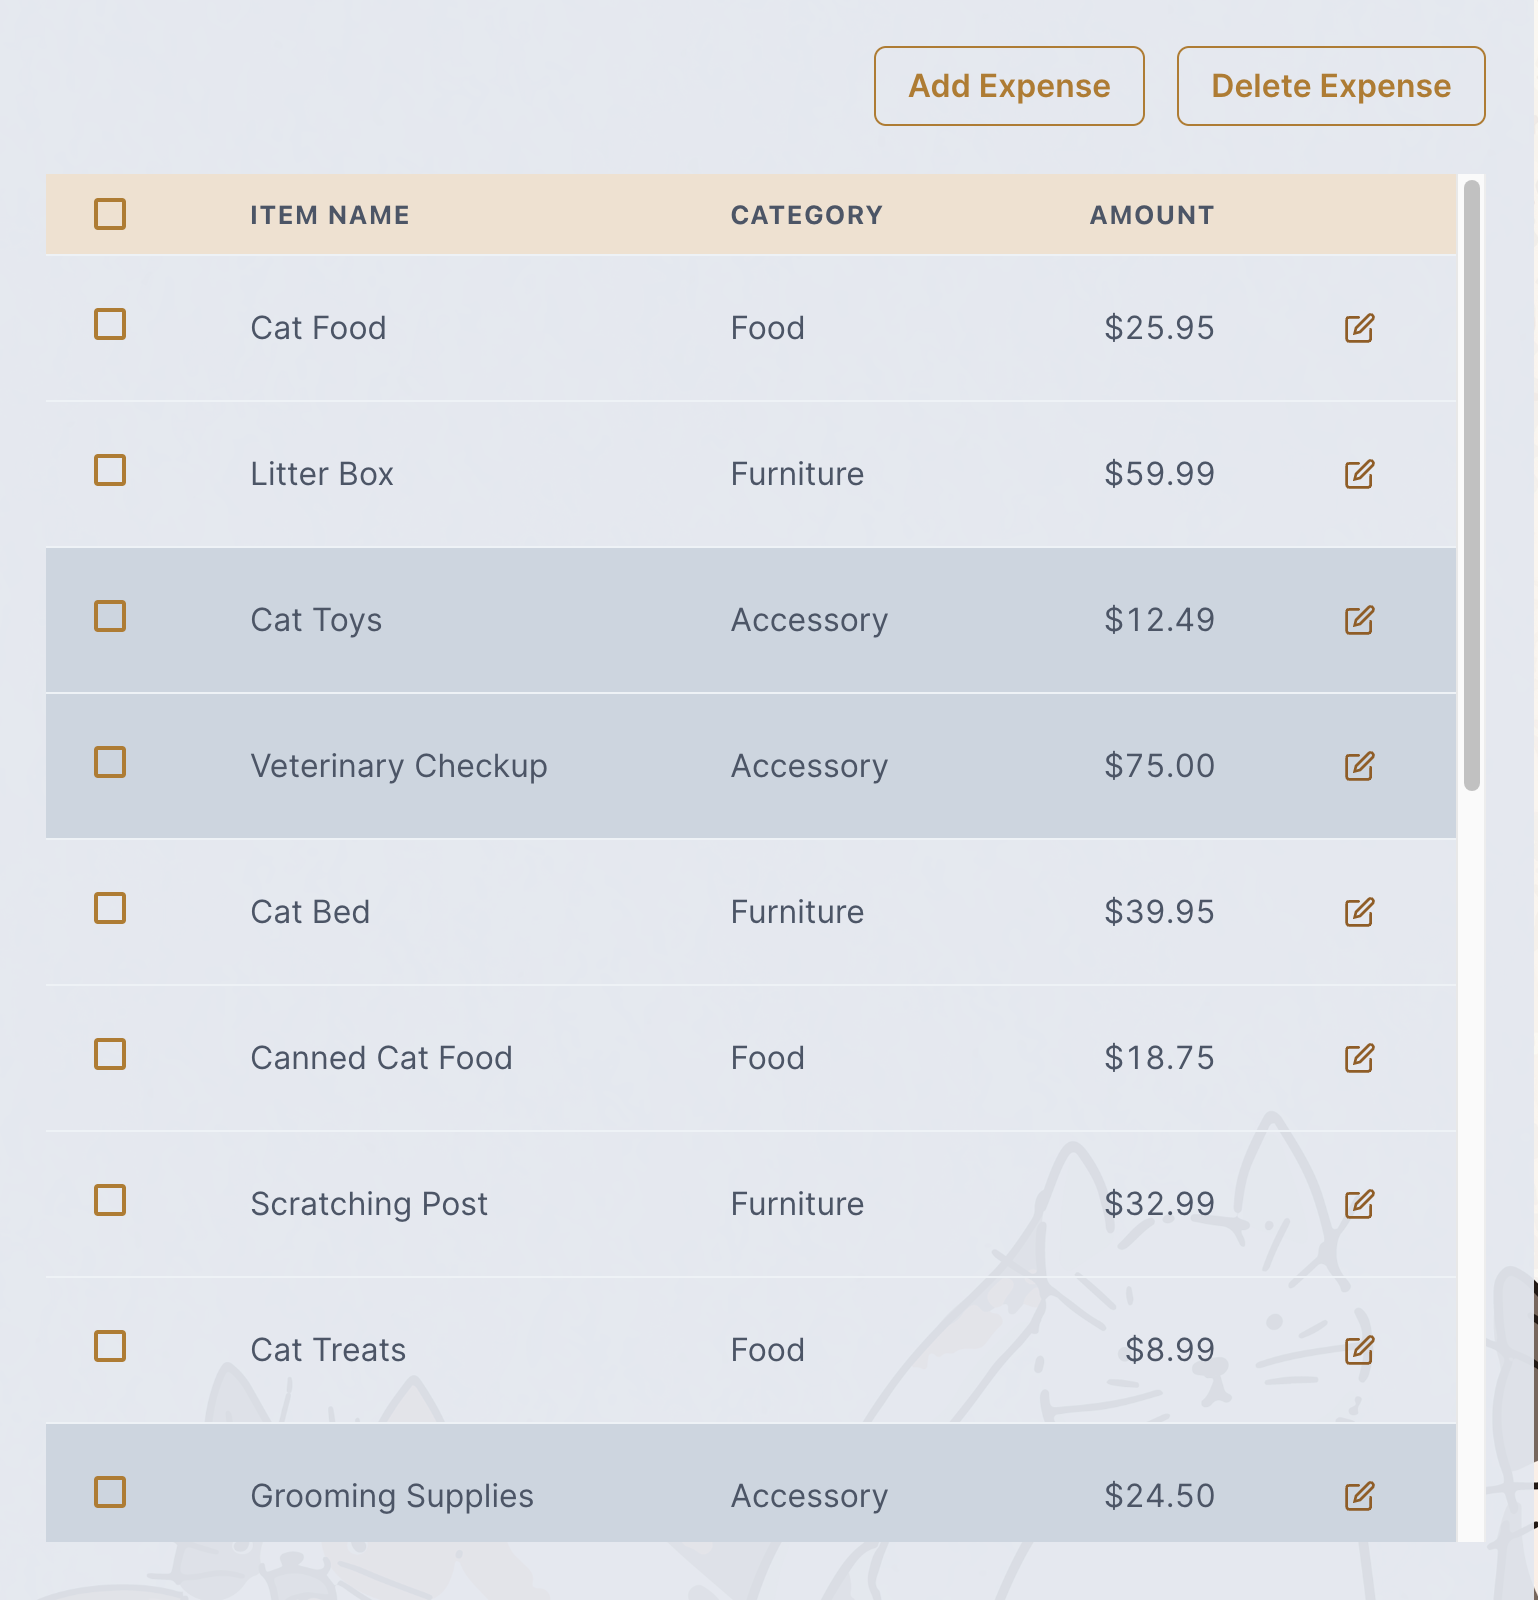 Add Expense Delete Expense
ITEM NAME CATEGORY AMOUNT
Cat Food Food $25.95
Litter Box Furniture $59.99
Cat Toys Accessory $12.49
Veterinary Checkup Accessory $75.00
Cat Bed Furniture $39.95
Canned Cat Food Food $18.75
Scratching Post Furniture $32.99
Cat Treats Food $8.99
Grooming Supplies Accessory $24.50